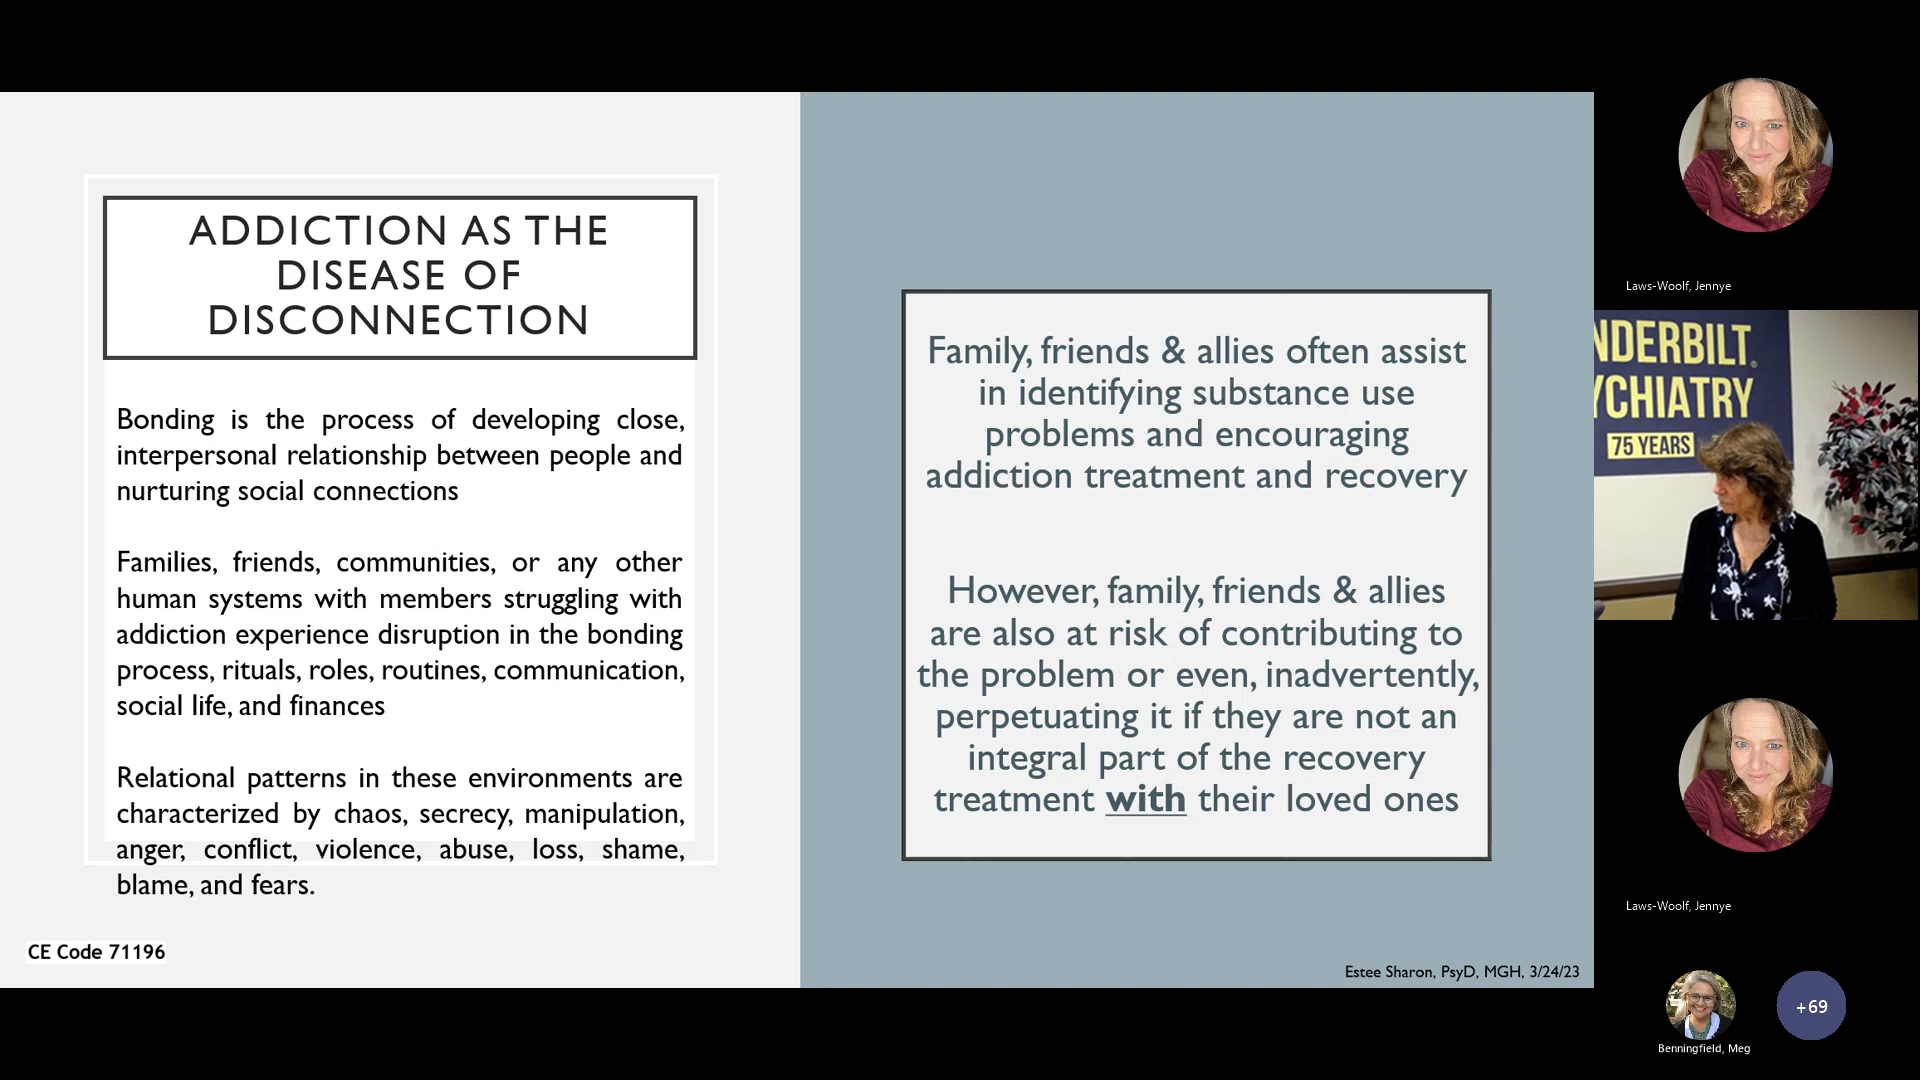 ADDICTION AS THE
DISEASE OF
DISCONNECTION
Bonding is the process of developing close,
interpersonal relationship between people and
nurturing social connections
Families, friends, communities, or any other
human systems with members struggling with
addiction experience disruption in the bonding
process, rituals, roles, routines, communication,
social life, and finances
Relational patterns in these environments are
characterized by chaos, secrecy, manipulation,
anger, conflict, violence, abuse, loss, shame,
blame, and fears.
CE Code 71196
Family, friends & allies often assist
in identifying substance use
problems and encouraging
addiction treatment and recovery
However, family, friends & allies
are also at risk of contributing to
the problem or even, inadvertently,
perpetuating it if they are not an
integral part of the recovery
treatment with their loved ones
Estee Sharon, PsyD, MGH, 3/24/23
Laws-Woolf, Jennye
NDERBILT®
YCHIATRY
75 YEARS
Laws-Woolf, Jennye
Benningfield, Meg
+69